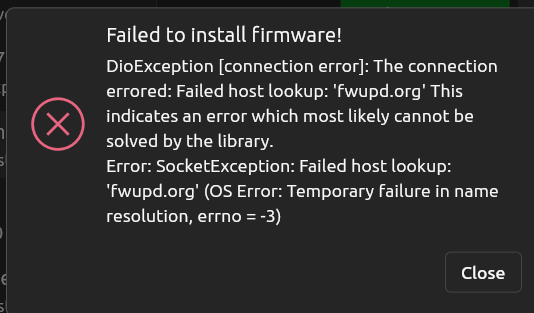 Failed to install firmware!
DioException [connection error]: The connection
errored: Failed host lookup: 'fwupd.org' This
indicates an error which most likely cannot be
solved by the library.
Error: SocketException: Failed host lookup:
'fwupd.org' (OS Error: Temporary failure in name
resolution, errno = -3)
Close